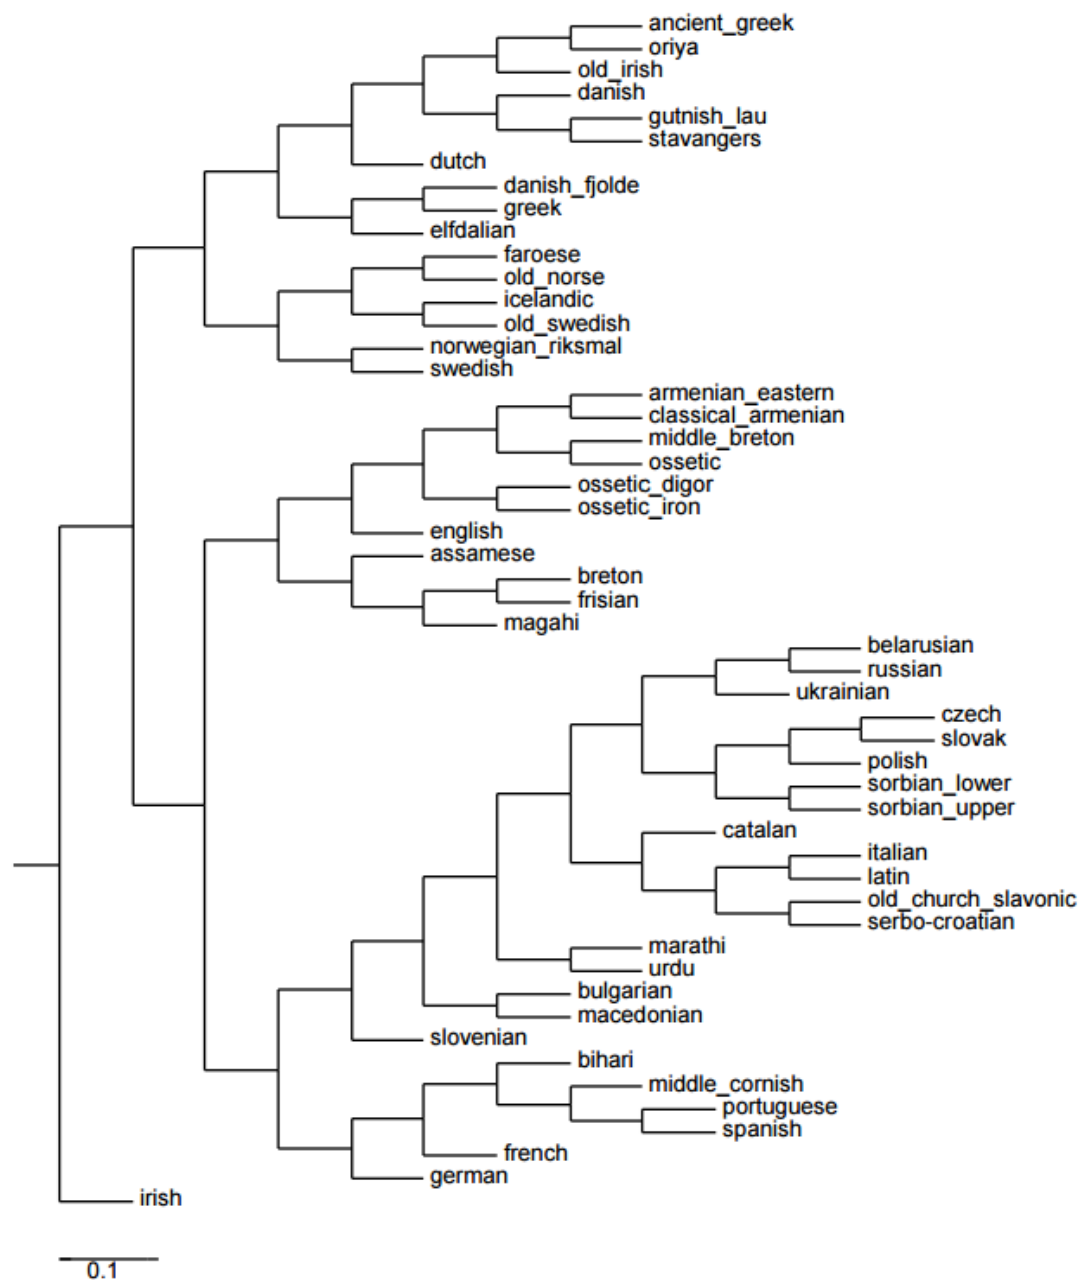 ancient_greek
oriya
old_irish
danish
gutnish_lau
stavangers
dutch
danish_fjolde
greek
elfdalian
faroese
old_norse
icelandic
old_swedish
norwegian_riksmal
swedish
armenian_eastern
classical_armenian
middle_breton
ossetic
ossetic_digor
ossetic_iron
english
assamese
breton
frisian
magahi
belarusian
russian
ukrainian
czech
slovak
polish
sorbian_lower
sorbian_upper
catalan
italian
latin
old_church_slavonic
serbo-croatian
marathi
urdu
bulgarian
macedonian
slovenian
bihari
middle_cornish
portuguese
spanish
french
german
irish
0.1